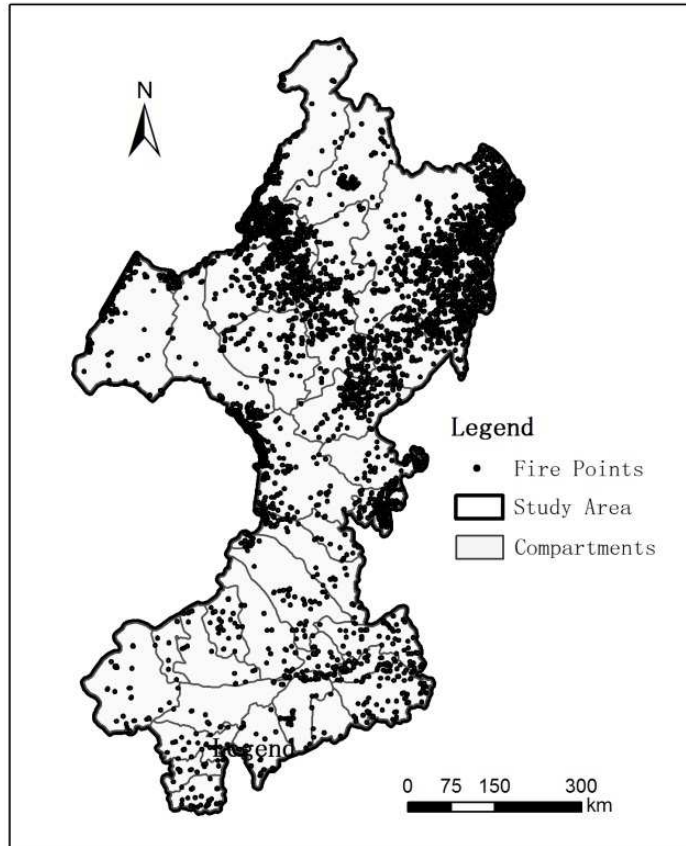 N
Legend
Fire Points
Study Area
Compartments
Legend
0 75 150 300
km